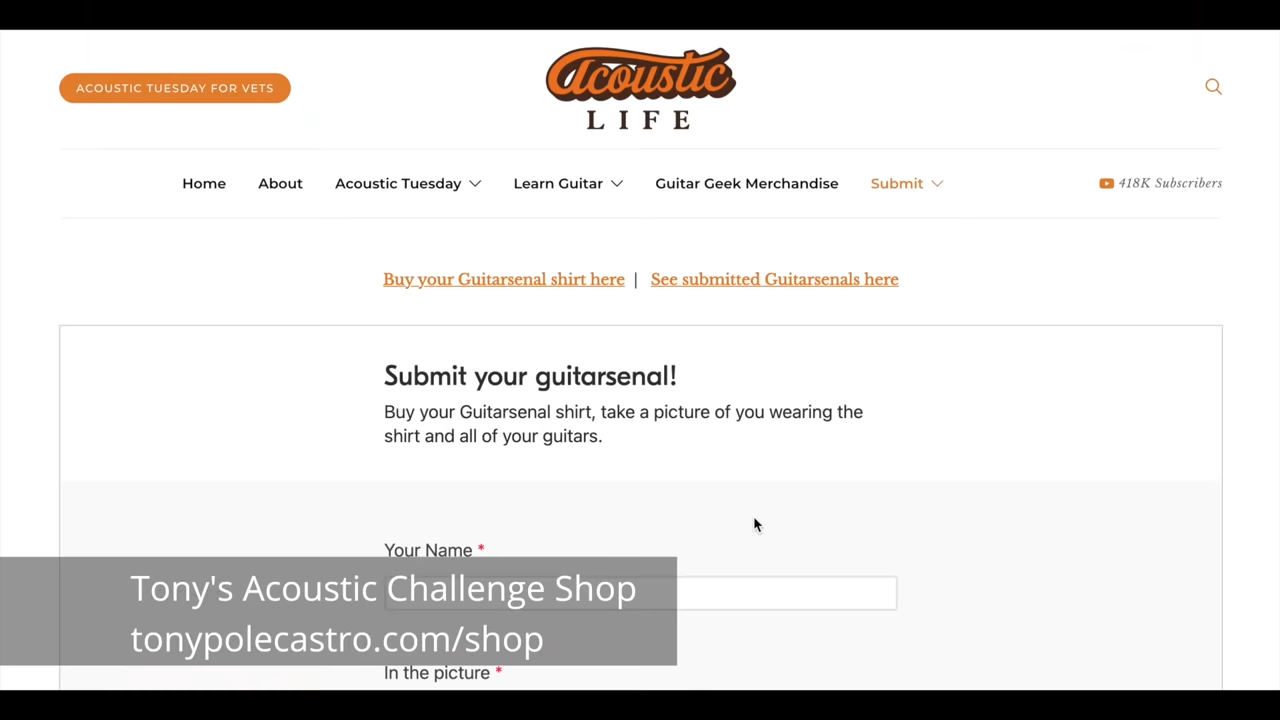 ACOUSTIC TUESDAY FOR VETS
Acoustic
LIFE
Home About Acoustic Tuesday Learn Guitar Guitar Geek Merchandise Submit 418K Subscribers
Buy your Guitarsenal shirt here | See submitted Guitarsenals here
Submit your guitarsenal!
Buy your Guitarsenal shirt, take a picture of you wearing the
shirt and all of your guitars.
Your Name *
Tony's Acoustic Challenge Shop
tonypolecastro.com/shop
In the picture *